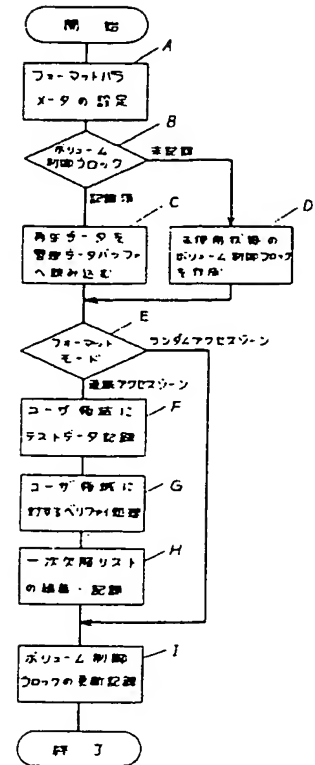 開始
A
フォーマットパラ
メータの設定
B
ボリューム
制御ブロック
未記録
記録済
C
再生データを
管理データバッファ
へ読み込む
D
未使用状態の
ボリューム制御ブロック
を作成
E
フォーマット
モード
ランダムアクセスゾーン
連続アクセスゾーン
F
ユーザ領域に
テストデータ記録
G
ユーザ領域に
対するベリファイ処理
H
一次欠陥リスト
の編集・記録
I
ボリューム制御
ブロックの更新記録
終了